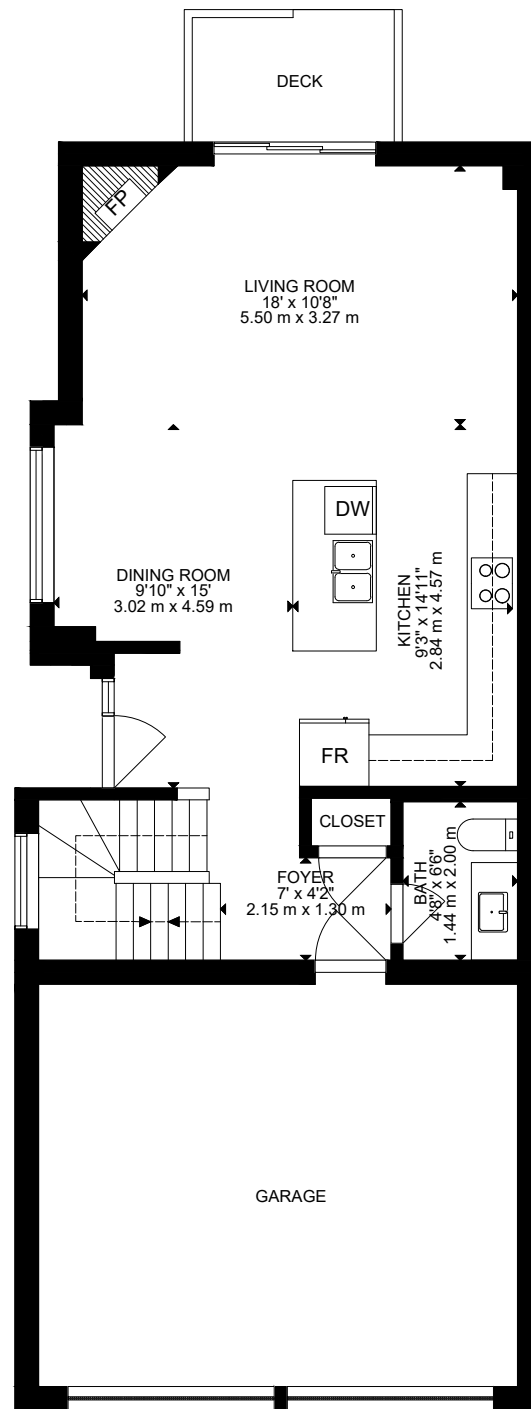 DECK
FP
LIVING ROOM
18' x 10'8"
5.50 m x 3.27 m
DW
DINING ROOM
9'10" x 15'
3.02 m x 4.59 m
KITCHEN
9'3" x 14'11"
2.84 m x 4.57 m
FR
CLOSET
FOYER
7' x 4'2"
2.15 m x 1.30 m
BATH
4'8" x 6'6"
1.44 m x 2.00 m
GARAGE